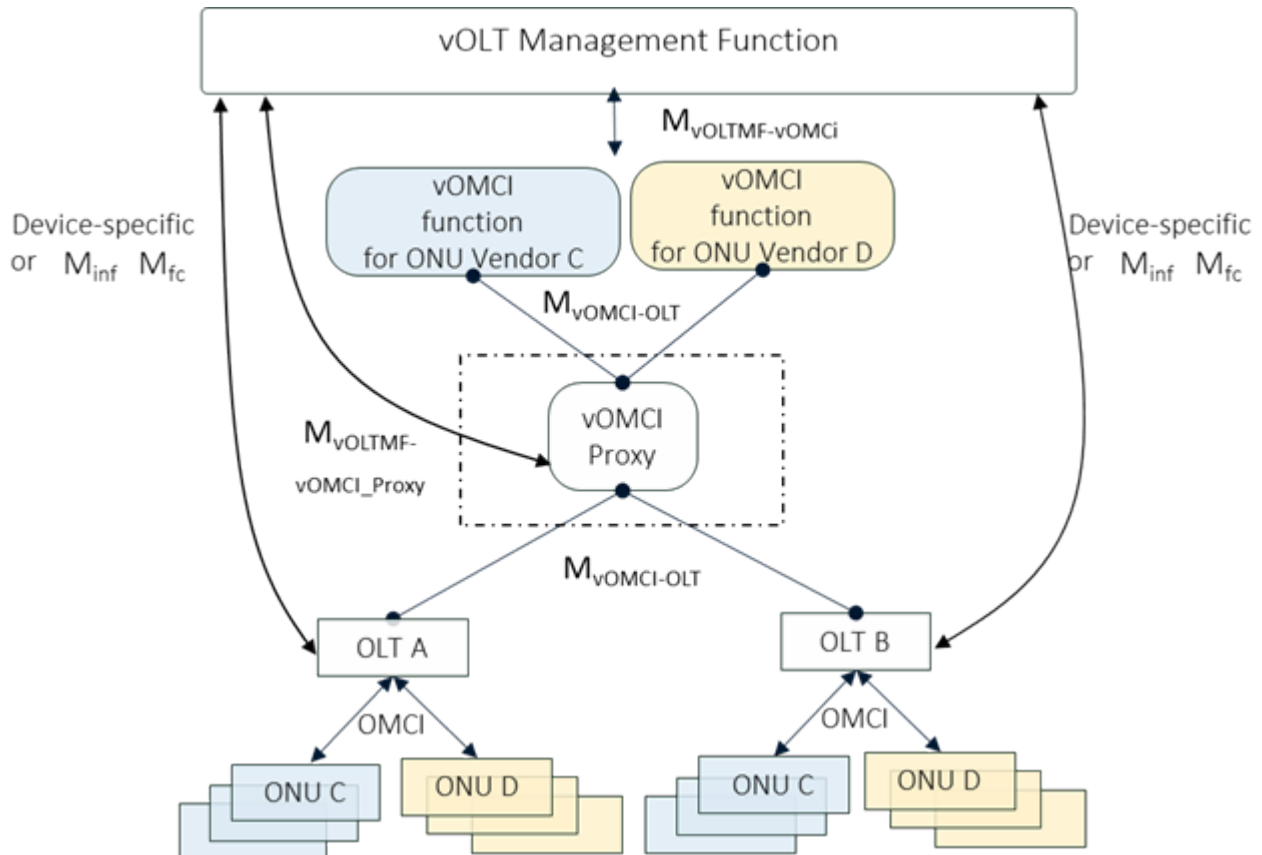 vOLT Management Function
MvOLTMF-vOMCi
vOMCI
function
for ONU Vendor C
vOMCI
function
for ONU Vendor D
Device-specific
or Minf Mfc
Device-specific
or Minf Mfc
MvOMCI-OLT
vOMCI
Proxy
MvOLTMF-
vOMCI_Proxy
MvOMCI-OLT
OLT A
OLT B
OMCI
OMCI
ONU C
ONU D
ONU C
ONU D